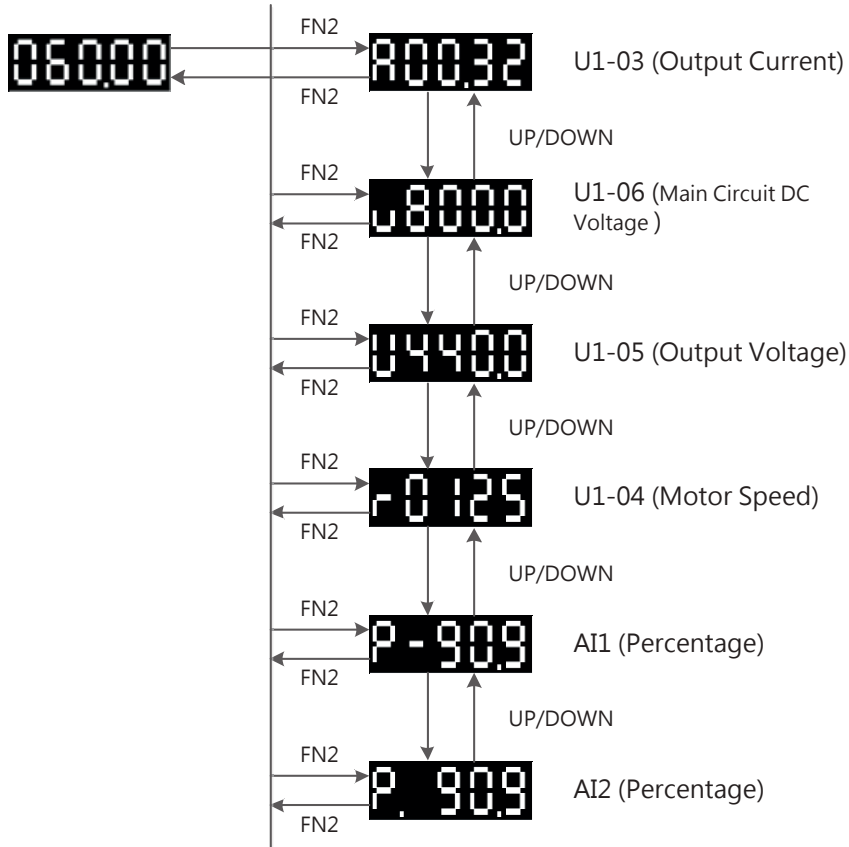 FN2
060.00
A00.32
U1-03 (Output Current)
FN2
UP/DOWN
FN2
u800.0
U1-06 (Main Circuit DC
Voltage )
FN2
UP/DOWN
FN2
U440.0
U1-05 (Output Voltage)
FN2
UP/DOWN
FN2
r0125
U1-04 (Motor Speed)
FN2
UP/DOWN
FN2
P-90.9
AI1 (Percentage)
FN2
UP/DOWN
FN2
P. 90.9
AI2 (Percentage)
FN2